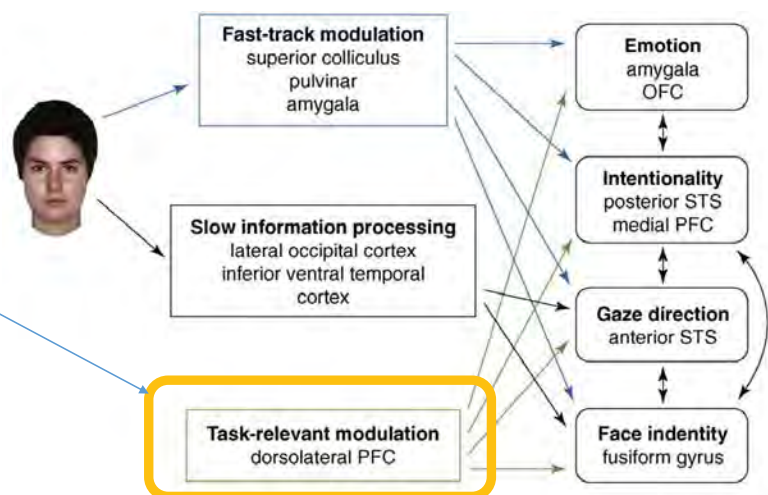 Fast-track modulation
superior colliculus
pulvinar
amygala
Slow information processing
lateral occipital cortex
inferior ventral temporal
cortex
Task-relevant modulation
dorsolateral PFC
Emotion
amygala
OFC
Intentionality
posterior STS
medial PFC
Gaze direction
anterior STS
Face indentity
fusiform gyrus